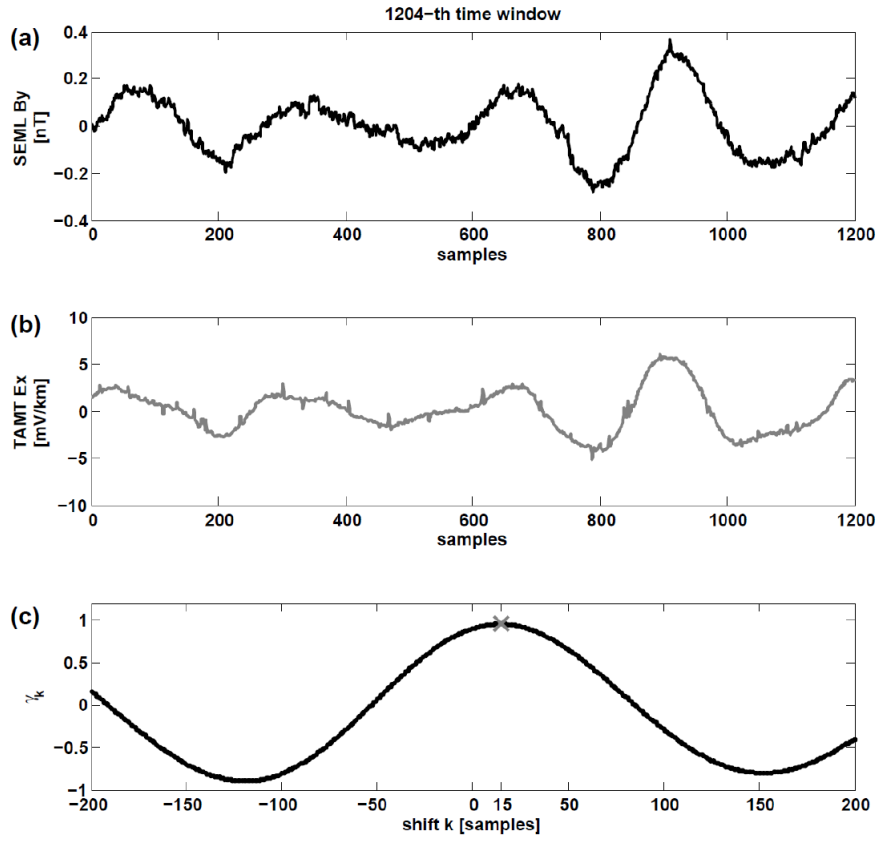 1204−th time window
(a)
SEML By
[nT]
0.4
0.2
0
−0.2
−0.4
0 200 400 600 800 1000 1200
samples
(b)
TAMT Ex
[mV/km]
10
5
0
−5
−10
0 200 400 600 800 1000 1200
samples
(c)
γk
1
0.5
0
−0.5
−1
−200 −150 −100 −50 0 15 50 100 150 200
shift k [samples]